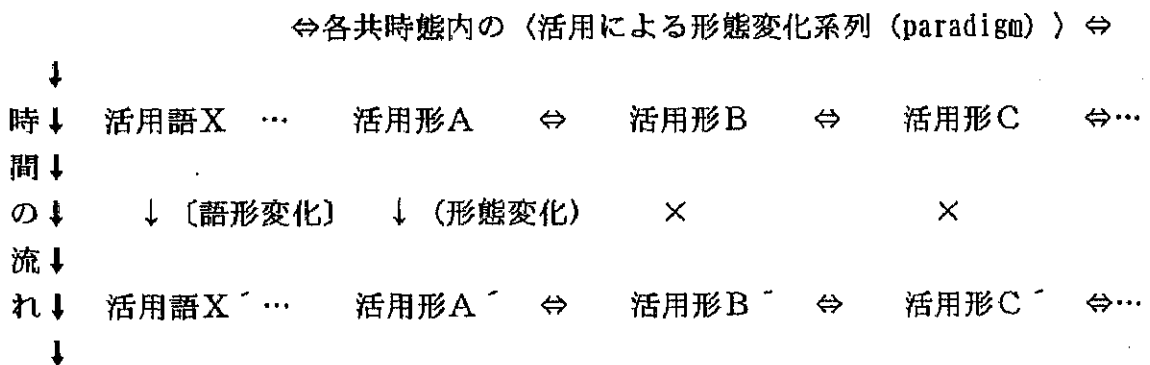 ⇔各共時態内の〈活用による形態変化系列(paradigm)〉⇔
↓
時↓ 活用語X … 活用形A ⇔ 活用形B ⇔ 活用形C ⇔…
間↓
の↓ ↓〔語形変化〕 ↓(形態変化) × ×
流↓
れ↓ 活用語X´… 活用形A´ ⇔ 活用形B´ ⇔ 活用形C´ ⇔…
↓